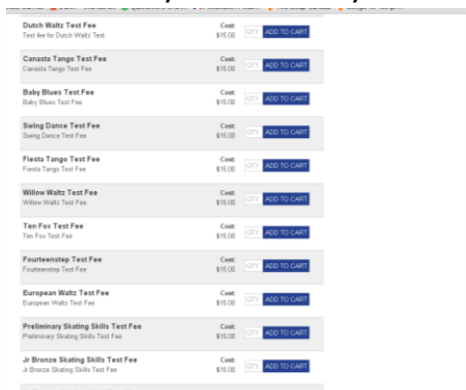 Dutch Waltz Test Fee
Test fee for Dutch Waltz Test
Cost:
$15.00
QTY
ADD TO CART
Canasta Tango Test Fee
Canasta Tango Test Fee
Cost:
$15.00
QTY
ADD TO CART
Baby Blues Test Fee
Baby Blues Test Fee
Cost:
$15.00
QTY
ADD TO CART
Swing Dance Test Fee
Swing Dance Test Fee
Cost:
$15.00
QTY
ADD TO CART
Fiesta Tango Test Fee
Fiesta Tango Test Fee
Cost:
$15.00
QTY
ADD TO CART
Willow Waltz Test Fee
Willow Waltz Test Fee
Cost:
$15.00
QTY
ADD TO CART
Ten Fox Test Fee
Ten Fox Test Fee
Cost:
$15.00
QTY
ADD TO CART
Fourteenstep Test Fee
Fourteenstep Test Fee
Cost:
$15.00
QTY
ADD TO CART
European Waltz Test Fee
European Waltz Test Fee
Cost:
$15.00
QTY
ADD TO CART
Preliminary Skating Skills Test Fee
Preliminary Skating Skills Test Fee
Cost:
$15.00
QTY
ADD TO CART
Jr Bronze Skating Skills Test Fee
Jr Bronze Skating Skills Test Fee
Cost:
$15.00
QTY
ADD TO CART